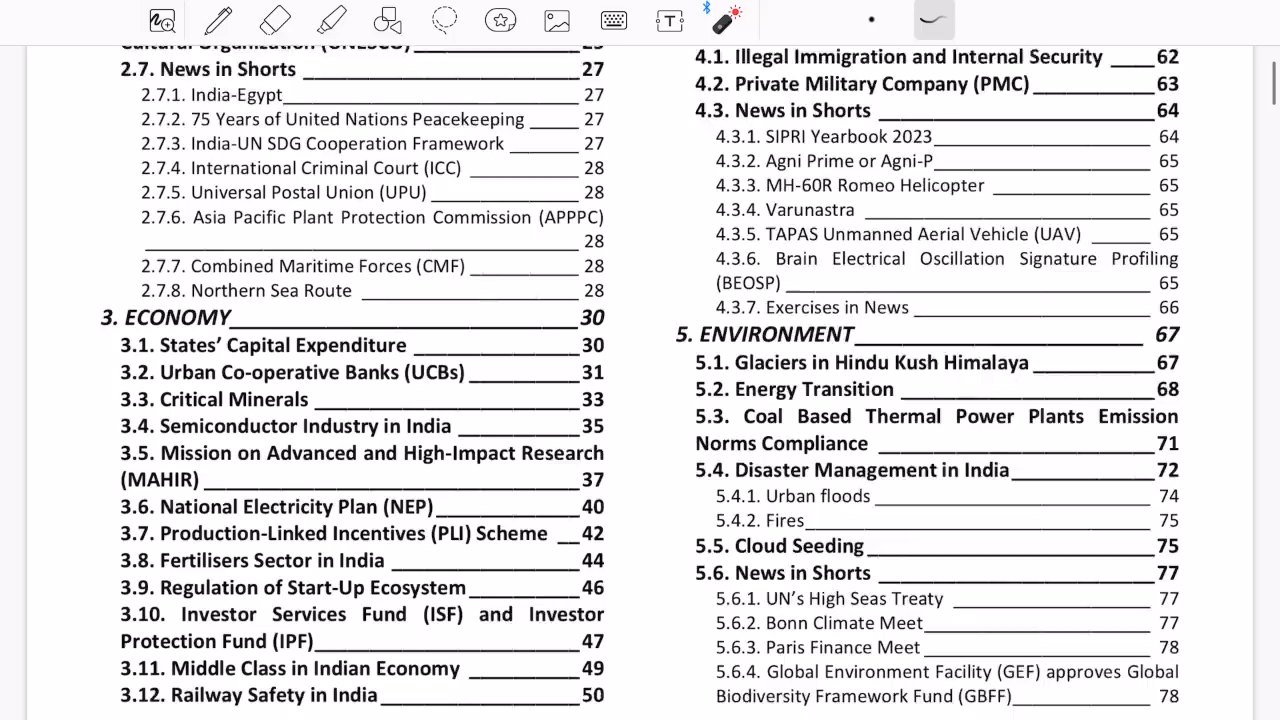 Cultural Organization (UNESCO) 25
2.7. News in Shorts 27
2.7.1. India-Egypt 27
2.7.2. 75 Years of United Nations Peacekeeping 27
2.7.3. India-UN SDG Cooperation Framework 27
2.7.4. International Criminal Court (ICC) 28
2.7.5. Universal Postal Union (UPU) 28
2.7.6. Asia Pacific Plant Protection Commission (APPPC)
28
2.7.7. Combined Maritime Forces (CMF) 28
2.7.8. Northern Sea Route 28
3. ECONOMY 30
3.1. States’ Capital Expenditure 30
3.2. Urban Co-operative Banks (UCBs) 31
3.3. Critical Minerals 33
3.4. Semiconductor Industry in India 35
3.5. Mission on Advanced and High-Impact Research
(MAHIR) 37
3.6. National Electricity Plan (NEP) 40
3.7. Production-Linked Incentives (PLI) Scheme 42
3.8. Fertilisers Sector in India 44
3.9. Regulation of Start-Up Ecosystem 46
3.10. Investor Services Fund (ISF) and Investor
Protection Fund (IPF) 47
3.11. Middle Class in Indian Economy 49
3.12. Railway Safety in India 50
4.1. Illegal Immigration and Internal Security 62
4.2. Private Military Company (PMC) 63
4.3. News in Shorts 64
4.3.1. SIPRI Yearbook 2023 64
4.3.2. Agni Prime or Agni-P 65
4.3.3. MH-60R Romeo Helicopter 65
4.3.4. Varunastra 65
4.3.5. TAPAS Unmanned Aerial Vehicle (UAV) 65
4.3.6. Brain Electrical Oscillation Signature Profiling
(BEOSP) 65
4.3.7. Exercises in News 66
5. ENVIRONMENT 67
5.1. Glaciers in Hindu Kush Himalaya 67
5.2. Energy Transition 68
5.3. Coal Based Thermal Power Plants Emission
Norms Compliance 71
5.4. Disaster Management in India 72
5.4.1. Urban floods 74
5.4.2. Fires 75
5.5. Cloud Seeding 75
5.6. News in Shorts 77
5.6.1. UN’s High Seas Treaty 77
5.6.2. Bonn Climate Meet 77
5.6.3. Paris Finance Meet 78
5.6.4. Global Environment Facility (GEF) approves Global
Biodiversity Framework Fund (GBFF) 78